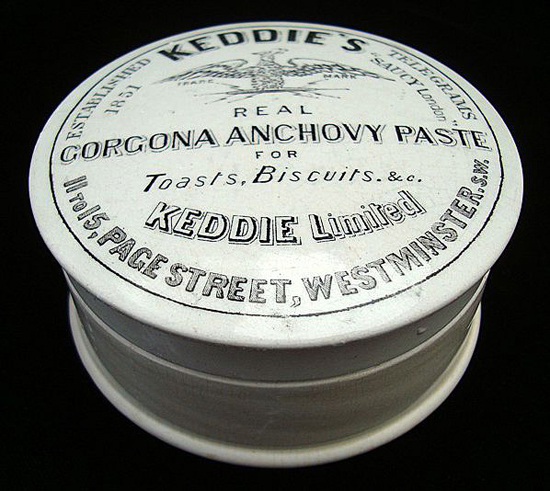 KEDDIE'S
ESTABLISHED
1851
TELEGRAMS
"SAUCY London"
TRADE MARK
REAL
GORGONA ANCHOVY PASTE
FOR
Toasts, Biscuits. &c.
KEDDIE Limited
11 TO 15, PAGE STREET, WESTMINSTER. S.W.